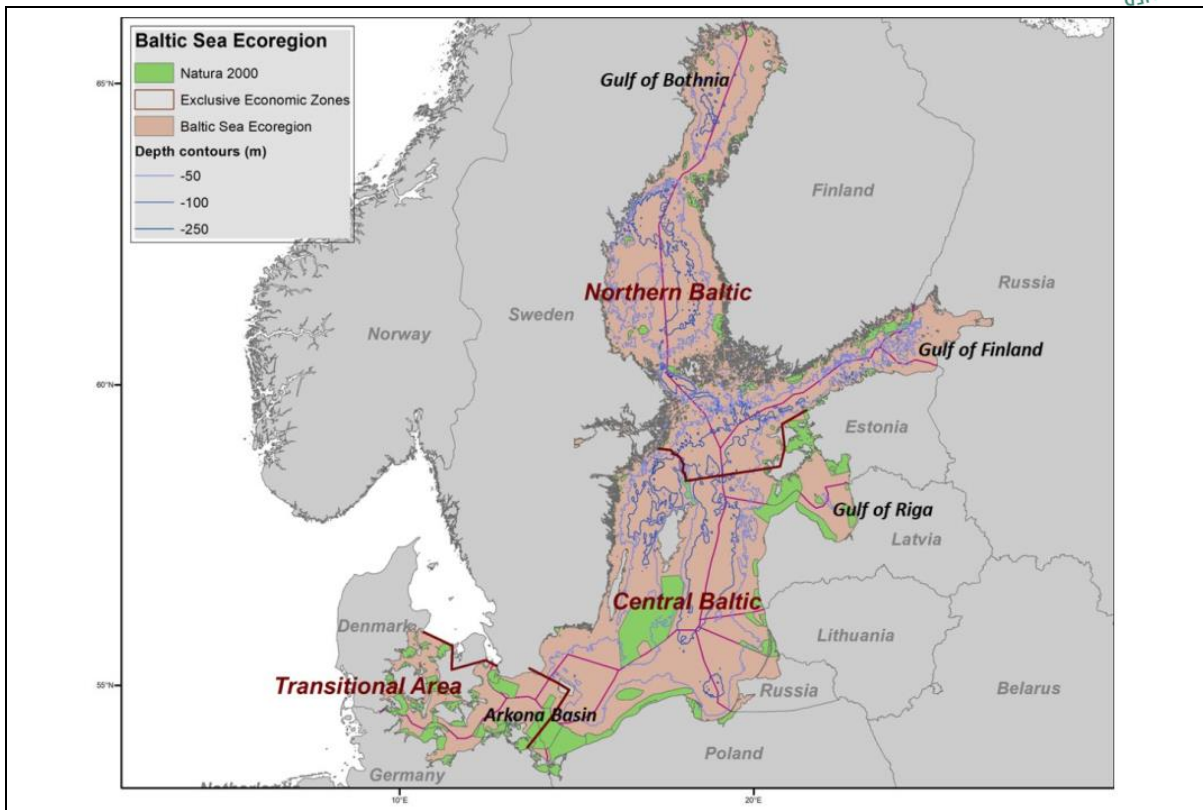 Baltic Sea Ecoregion
Natura 2000
Exclusive Economic Zones
Baltic Sea Ecoregion
Depth contours (m)
-50
-100
-250
65°N
60°N
55°N
10°E
20°E
Gulf of Bothnia
Finland
Russia
Northern Baltic
Sweden
Norway
Gulf of Finland
Estonia
Gulf of Riga
Latvia
Central Baltic
Denmark
Lithuania
Transitional Area
Arkona Basin
Russia
Belarus
Poland
Germany